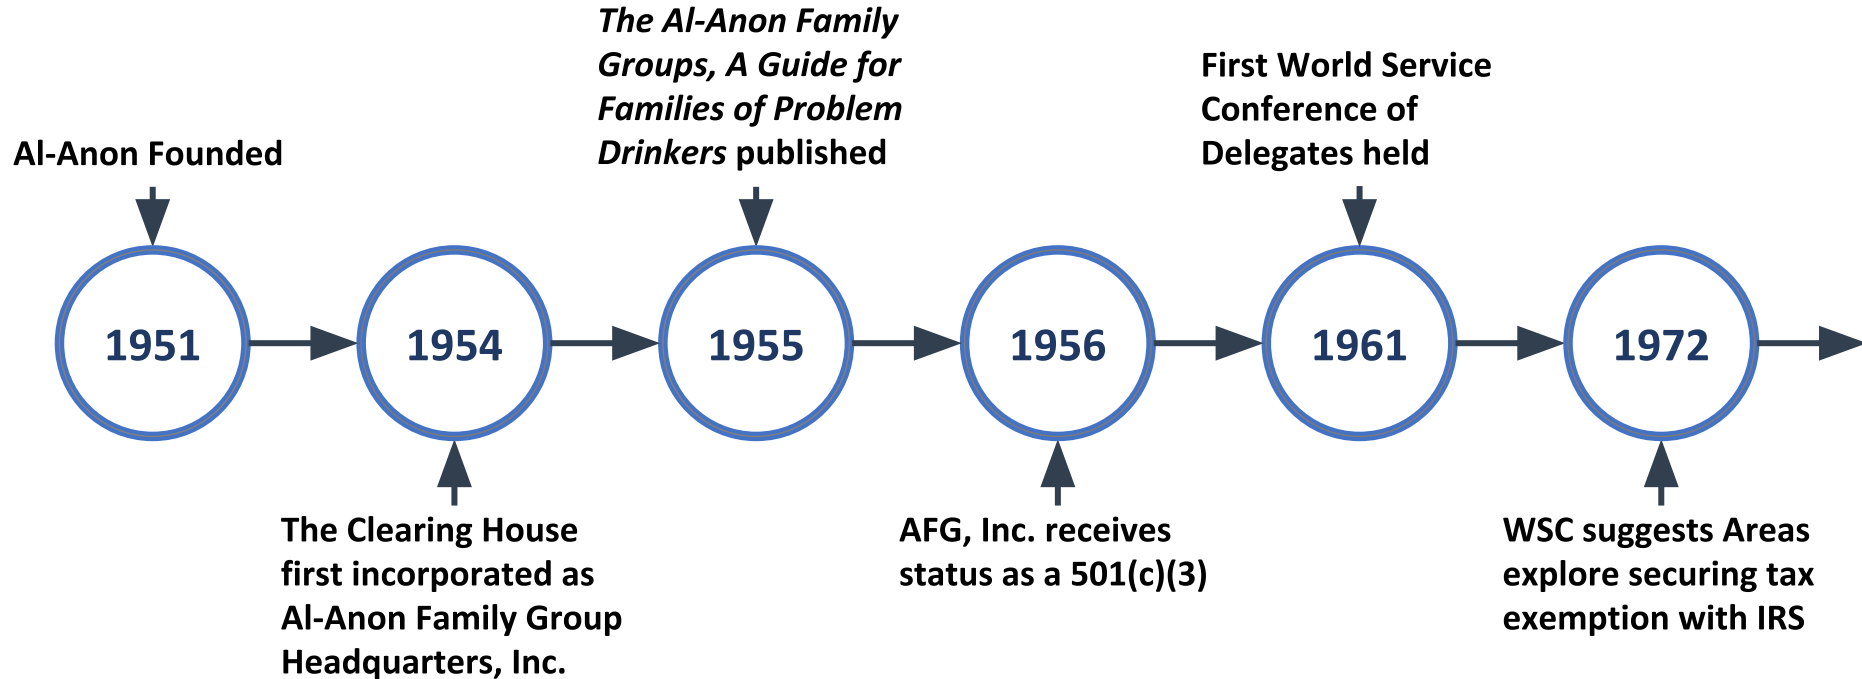 Al-Anon Founded
The Al-Anon Family
Groups, A Guide for
Families of Problem
Drinkers published
First World Service
Conference of
Delegates held
1951
1954
1955
1956
1961
1972
The Clearing House
first incorporated as
Al-Anon Family Group
Headquarters, Inc.
AFG, Inc. receives
status as a 501(c)(3)
WSC suggests Areas
explore securing tax
exemption with IRS